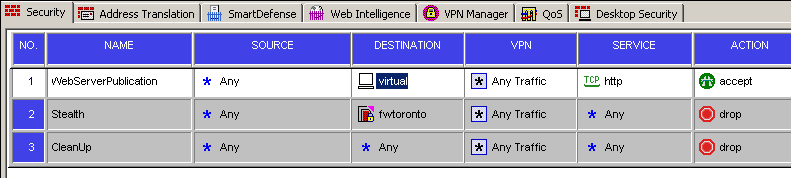 Security Address Translation SmartDefense Web Intelligence VPN Manager QoS Desktop Security
NO. NAME SOURCE DESTINATION VPN SERVICE ACTION
1 WebServerPublication * Any virtual * Any Traffic TCP http accept
2 Stealth * Any fwtoronto * Any Traffic * Any drop
3 CleanUp * Any * Any * Any Traffic * Any drop